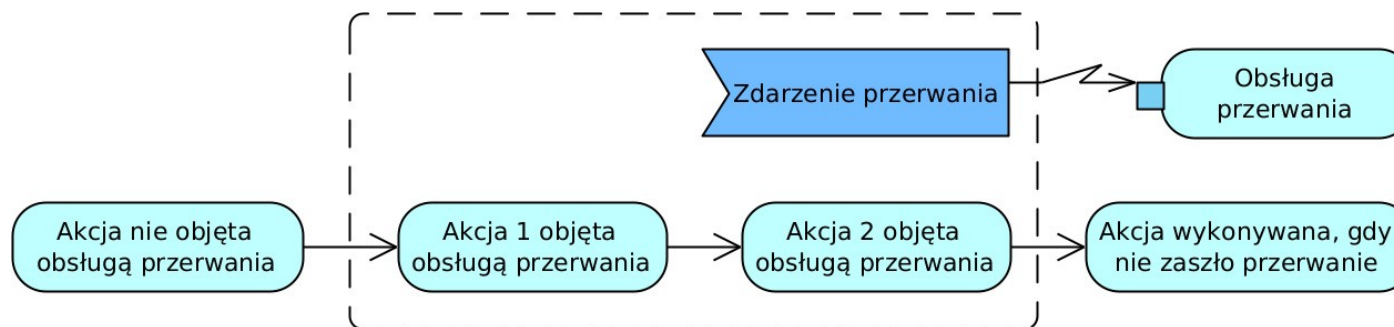 Zdarzenie przerwania
Obsługa
przerwania
Akcja nie objęta
obsługą przerwania
Akcja 1 objęta
obsługą przerwania
Akcja 2 objęta
obsługą przerwania
Akcja wykonywana, gdy
nie zaszło przerwanie